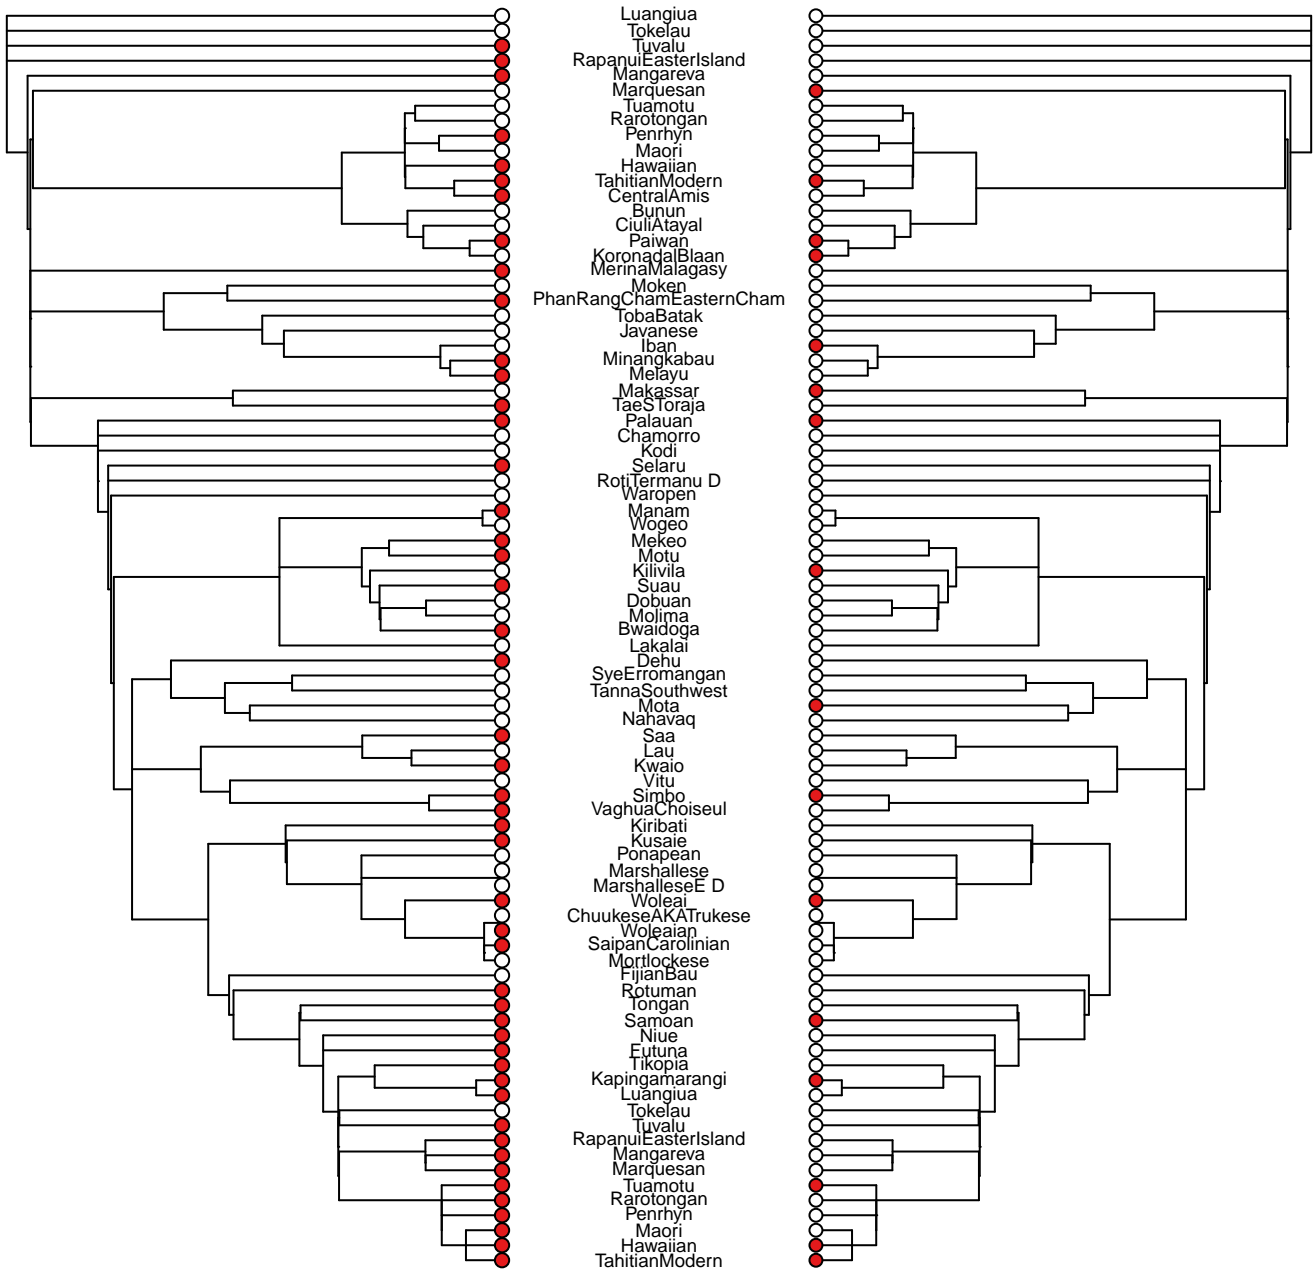 Luangiua
Tokelau
Tuvalu
RapanuiEasterIsland
Mangareva
Marquesan
Tuamotu
Rarotongan
Penrhyn
Maori
Hawaiian
TahitianModern
CentralAmis
Bunun
CiuliAtayal
Paiwan
KoronadalBlaan
MerinaMalagasy
Moken
PhanRangChamEasternCham
TobaBatak
Javanese
Iban
Minangkabau
Melayu
Makassar
TaeSToraja
Palauan
Chamorro
Kodi
Selaru
RotiTermanu D
Waropen
Manam
Wogeo
Mekeo
Motu
Kilivila
Suau
Dobuan
Molima
Bwaidoga
Lakalai
Dehu
SyeErromangan
TannaSouthwest
Mota
Nahavaq
Saa
Lau
Kwaio
Vitu
Simbo
VaghuaChoiseul
Kiribati
Kusaie
Ponapean
Marshallese
MarshalleseE D
Woleai
ChuukeseAKATrukese
Woleaian
SaipanCarolinian
Mortlockese
FijianBau
Rotuman
Tongan
Samoan
Niue
Futuna
Tikopia
Kapingamarangi
Luangiua
Tokelau
Tuvalu
RapanuiEasterIsland
Mangareva
Marquesan
Tuamotu
Rarotongan
Penrhyn
Maori
Hawaiian
TahitianModern